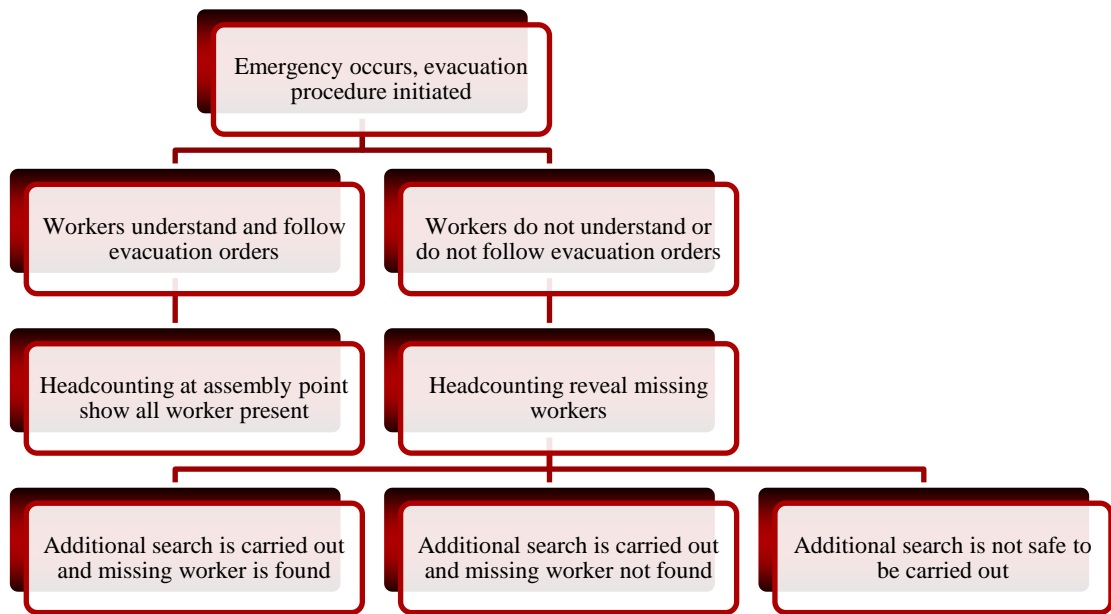 Emergency occurs, evacuation
procedure initiated
Workers understand and follow
evacuation orders
Workers do not understand or
do not follow evacuation orders
Headcounting at assembly point
show all worker present
Headcounting reveal missing
workers
Additional search is carried out
and missing worker is found
Additional search is carried out
and missing worker not found
Additional search is not safe to
be carried out